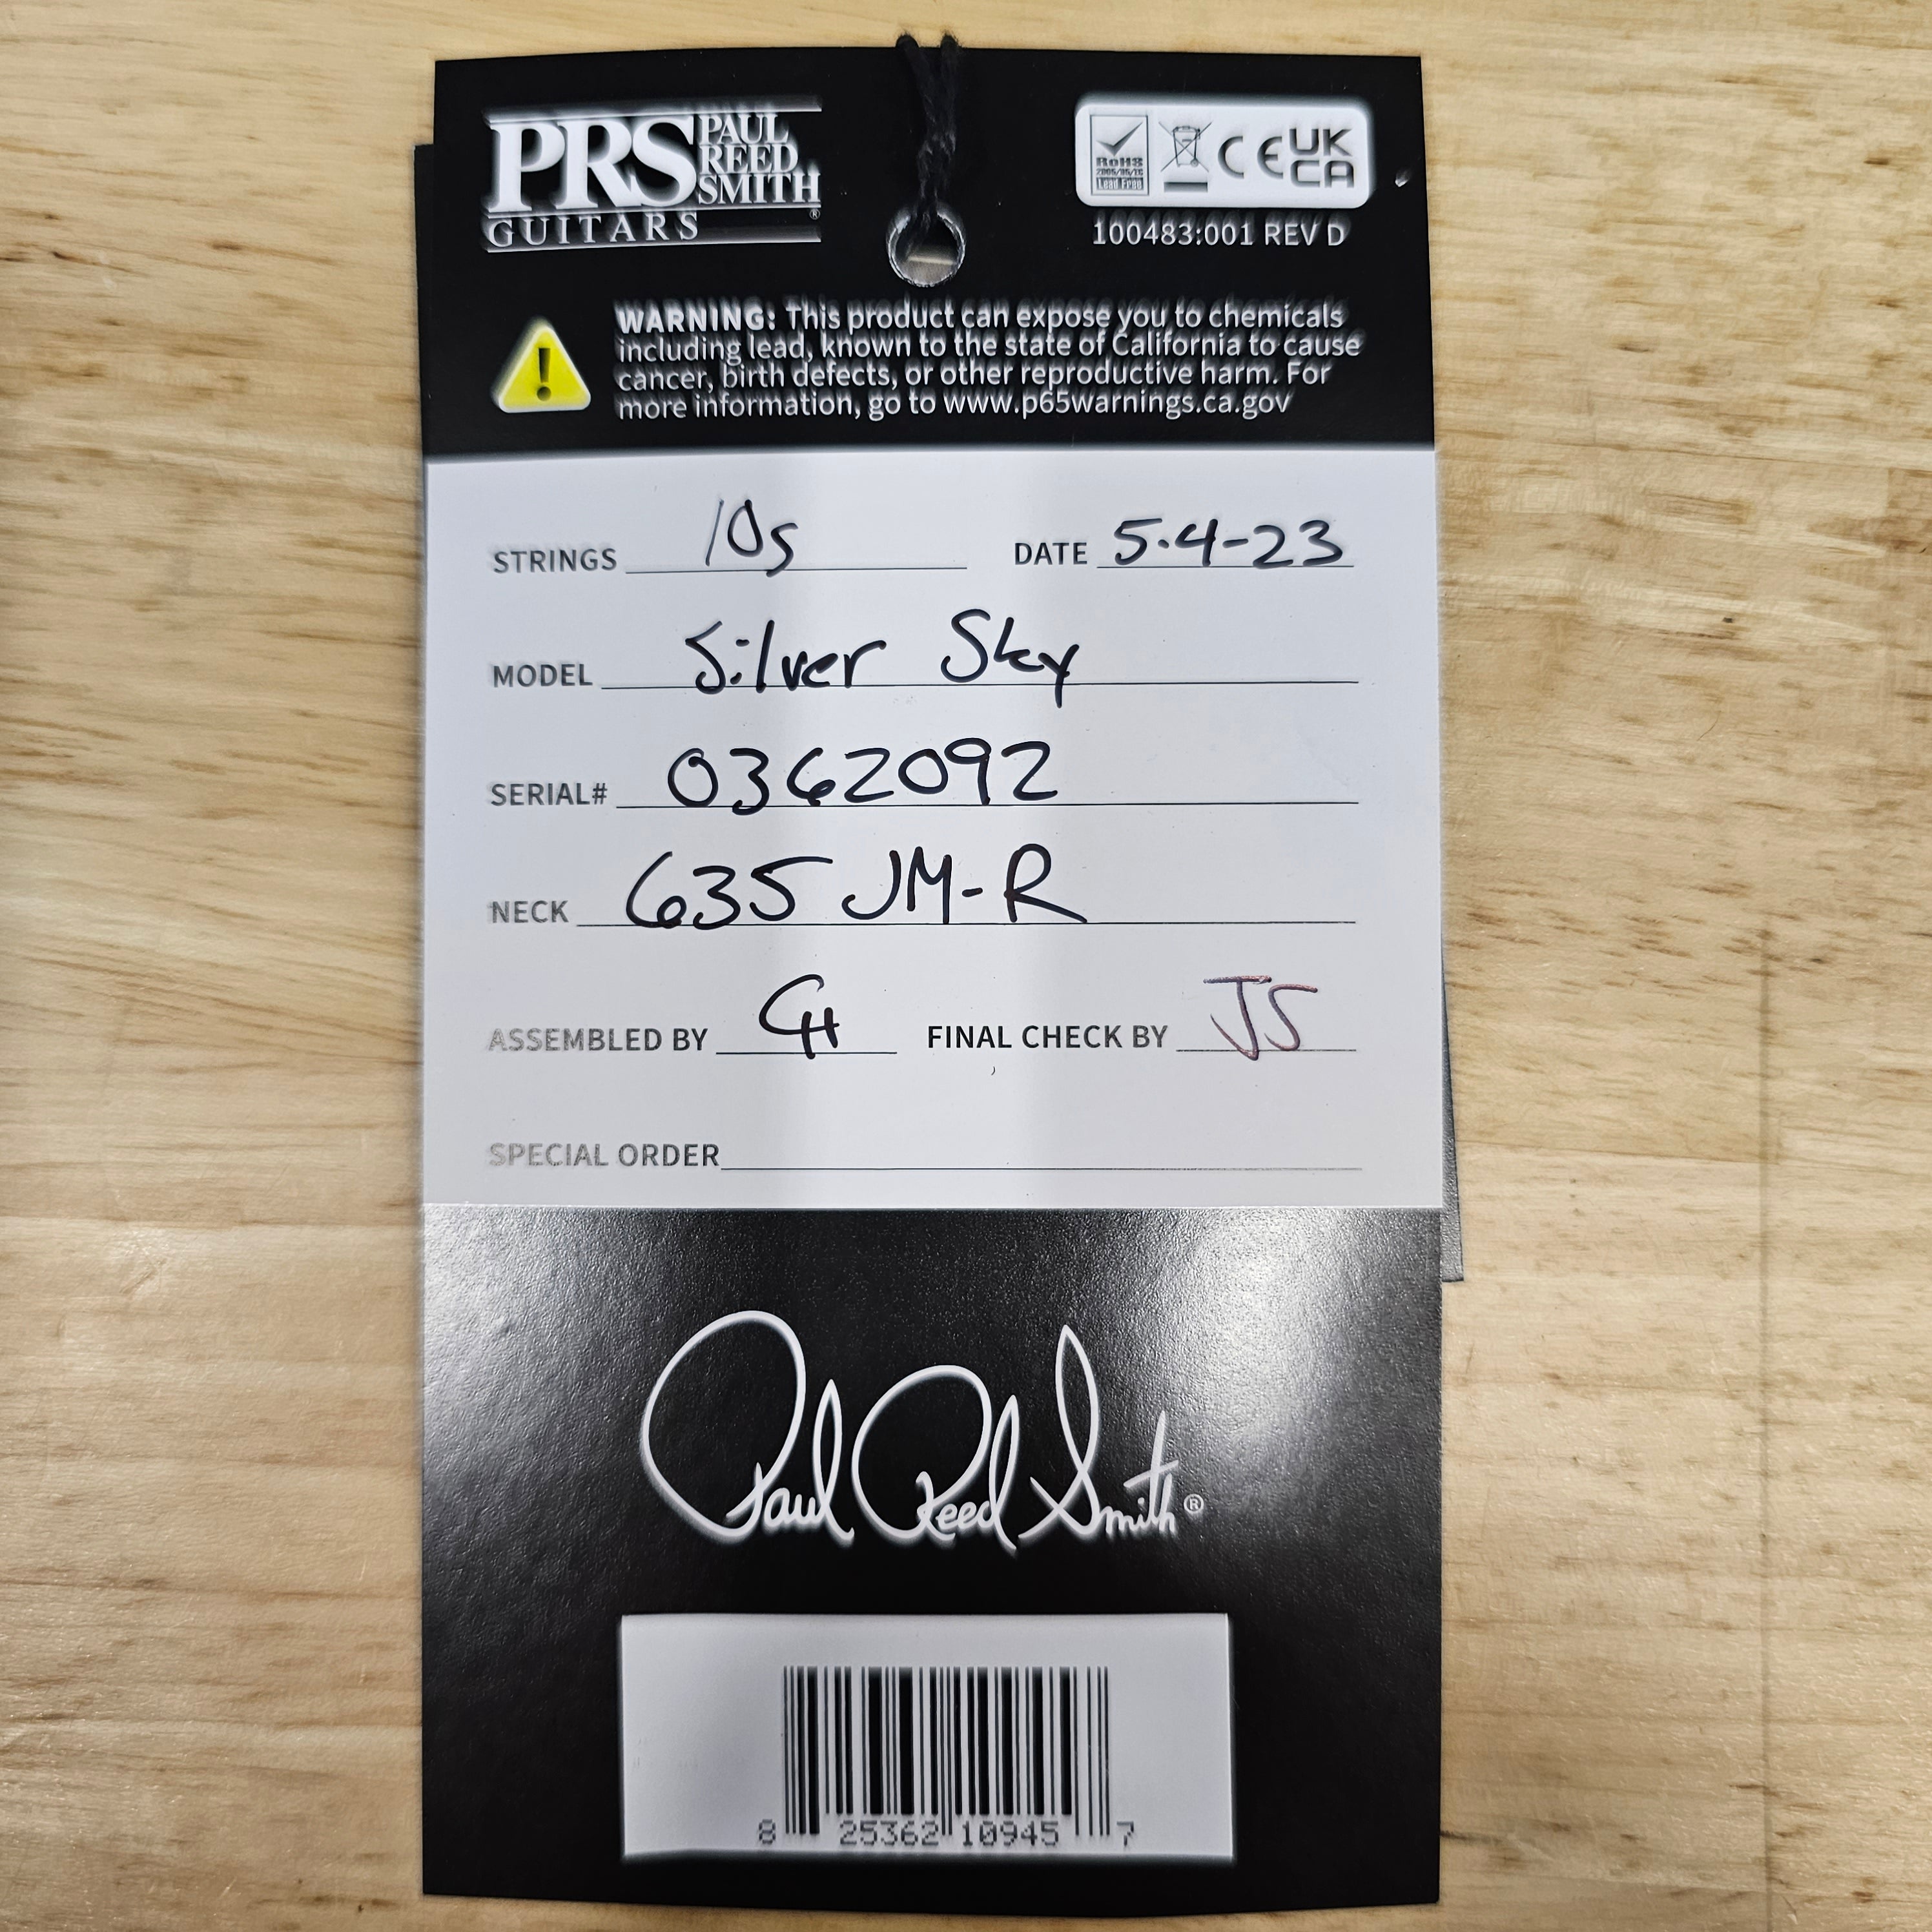 PRS PAUL REED SMITH
GUITARS ®
RoHS
2005/95/EC
Lead Free
CE
UK
CA
100483:001 REV D
WARNING: This product can expose you to chemicals
including lead, known to the state of California to cause
cancer, birth defects, or other reproductive harm. For
more information, go to www.p65warnings.ca.gov
STRINGS 10s DATE 5-4-23
MODEL Silver Sky
SERIAL# 0362092
NECK 635 JM-R
ASSEMBLED BY CH FINAL CHECK BY JS
SPECIAL ORDER
Paul Reed Smith ®
8 25362 10945 7